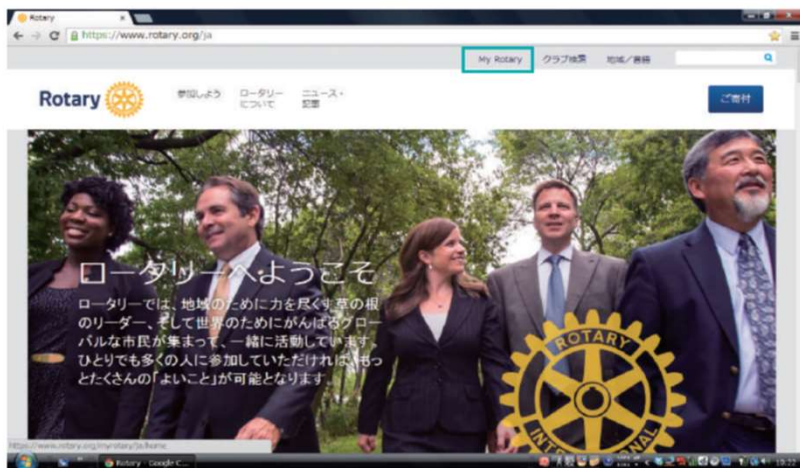 Rotary
https://www.rotary.org/ja
My Rotary クラブ検索 地域/言語
Rotary
参加しよう
ロータリー
について
ニュース・
記事
ご寄付
ロータリーへようこそ
ロータリーでは、地域のために力を尽くす草の根
のリーダー、そして世界のためにがんばるグロー
バルな市民が集まって、一緒に活動しています。
ひとりでも多くの人に参加していただければ、もっ
とたくさんの「よいこと」が可能となります。
ROTARY
INTERNATIONAL
https://www.rotary.org/myrotary/ja/home
Rotary - Google C...
10:22